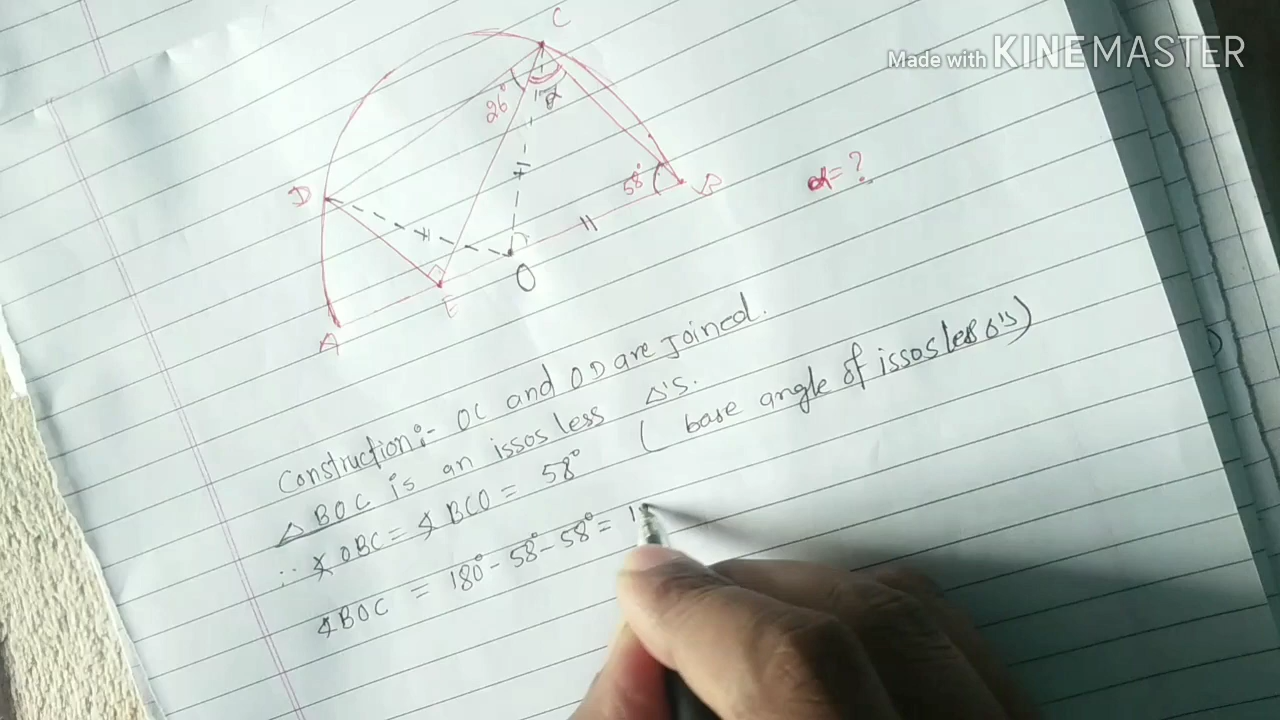 Made with KINEMASTER
C
26°
α
D
58°
B
α = ?
O
E
A
Construction:- OC and OD are Joined.
△BOC is an issosless △'s.
∴ ∡OBC = ∡BCO = 58° ( base angle of issosless △'s)
∡BOC = 180° - 58° - 58° = 1